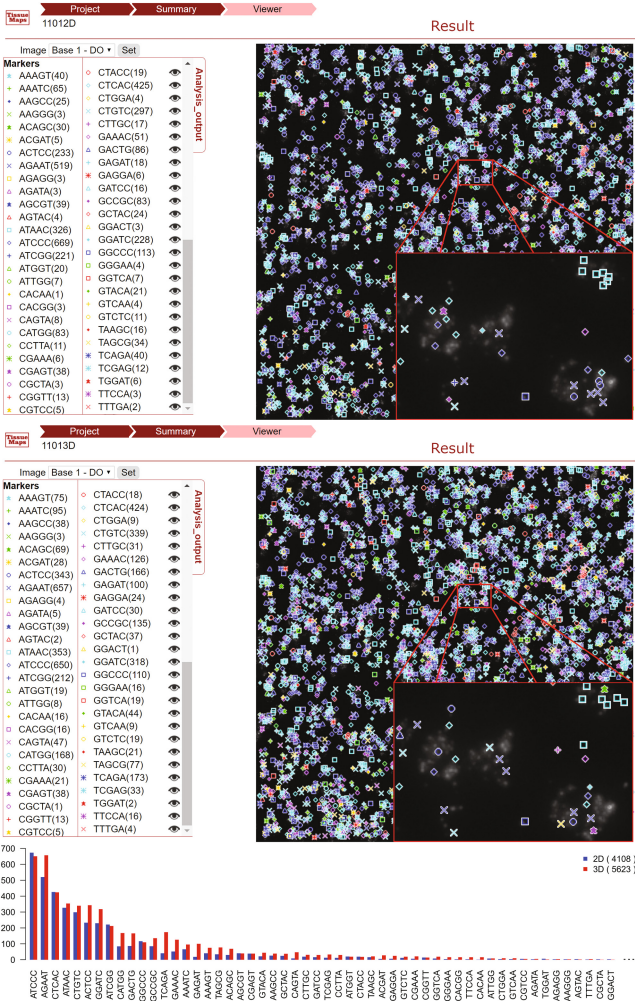 Tissue
Maps
Project
Summary
Viewer
11012D
Result
Image Base 1 - DO Set
Markers
AAAGT(40)
AAATC(65)
AAGCC(25)
AAGGG(3)
ACAGC(30)
ACGAT(5)
ACTCC(233)
AGAAT(519)
AGAGG(3)
AGATA(3)
AGCGT(39)
AGTAC(4)
ATAAC(326)
ATCCC(669)
ATCGG(221)
ATGGT(20)
ATTGG(7)
CACAA(1)
CACGG(3)
CAGTA(8)
CATGG(83)
CCTTA(11)
CGAAA(6)
CGAGT(38)
CGCTA(3)
CGGTT(13)
CGTCC(5)
CTACC(19)
CTCAC(425)
CTGGA(4)
CTGTC(297)
CTTGC(17)
GAAAC(51)
GACTG(86)
GAGAT(18)
GAGGA(6)
GATCC(16)
GCCGC(83)
GCTAC(24)
GGACT(3)
GGATC(228)
GGCCC(113)
GGGAA(4)
GGTCA(7)
GTACA(21)
GTCAA(4)
GTCTC(11)
TAAGC(16)
TAGCG(34)
TCAGA(40)
TCGAG(12)
TGGAT(6)
TTCCA(3)
TTTGA(2)
Analysis_output
Tissue
Maps
Project
Summary
Viewer
11013D
Result
Image Base 1 - DO Set
Markers
AAAGT(75)
AAATC(95)
AAGCC(38)
AAGGG(3)
ACAGC(69)
ACGAT(28)
ACTCC(343)
AGAAT(657)
AGAGG(4)
AGATA(5)
AGCGT(39)
AGTAC(2)
ATAAC(353)
ATCCC(650)
ATCGG(212)
ATGGT(19)
ATTGG(8)
CACAA(16)
CACGG(16)
CAGTA(47)
CATGG(168)
CCTTA(30)
CGAAA(21)
CGAGT(38)
CGCTA(1)
CGGTT(13)
CGTCC(5)
CTACC(18)
CTCAC(424)
CTGGA(9)
CTGTC(339)
CTTGC(31)
GAAAC(126)
GACTG(166)
GAGAT(100)
GAGGA(24)
GATCC(30)
GCCGC(135)
GCTAC(37)
GGACT(1)
GGATC(318)
GGCCC(110)
GGGAA(16)
GGTCA(19)
GTACA(44)
GTCAA(9)
GTCTC(19)
TAAGC(21)
TAGCG(77)
TCAGA(173)
TCGAG(33)
TGGAT(2)
TTCCA(16)
TTTGA(4)
Analysis_output
700
600
500
400
300
200
100
0
2D ( 4108 )
3D ( 5623 )
ATCCC
AGAAT
CTCAC
ATAAC
CTGTC
ACTCC
GGATC
ATCGG
CATGG
GACTG
GGCCC
GCCGC
TCAGA
GAAAC
AAATC
GAGAT
AAAGT
TAGCG
ACAGC
AGCGT
CGAGT
GTACA
AAGCC
GCTAC
CAGTA
CTTGC
GATCC
TCGAG
CCTTA
ATGGT
CTACC
TAAGC
ACGAT
GAGGA
GTCTC
CGAAA
CGGTT
GGTCA
GGGAA
CACGG
TTCCA
CACAA
ATTGG
CTGGA
GTCAA
CGTCC
AGATA
TGGAT
AGAGG
AAGGG
AGTAC
TTTGA
CGCTA
GGACT